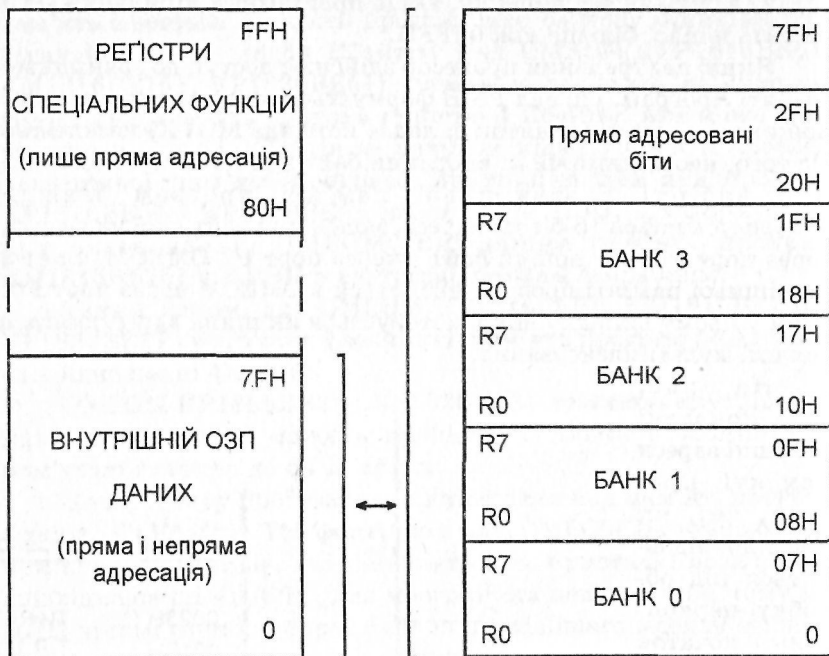 FFH
РЕГІСТРИ
СПЕЦІАЛЬНИХ ФУНКЦІЙ
(лише пряма адресація)
80H
7FH
ВНУТРІШНІЙ ОЗП
ДАНИХ
(пряма і непряма
адресація)
0
7FH
2FH
Прямо адресовані
біти
20H
R7 1FH
БАНК 3
R0 18H
R7 17H
БАНК 2
R0 10H
R7 0FH
БАНК 1
R0 08H
R7 07H
БАНК 0
R0 0